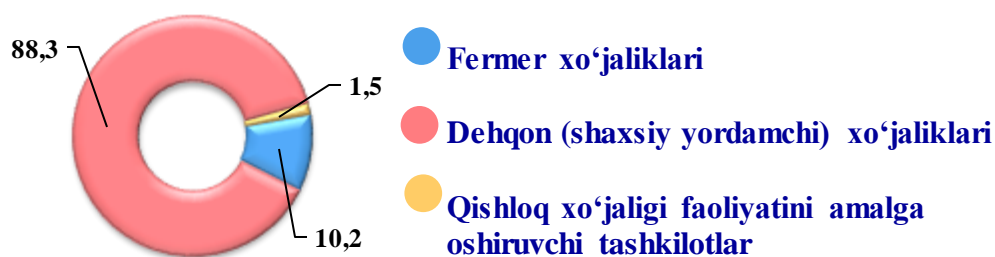 88,3
1,5
10,2
Fermer xo‘jaliklari
Dehqon (shaxsiy yordamchi) xo‘jaliklari
Qishloq xo‘jaligi faoliyatini amalga
oshiruvchi tashkilotlar